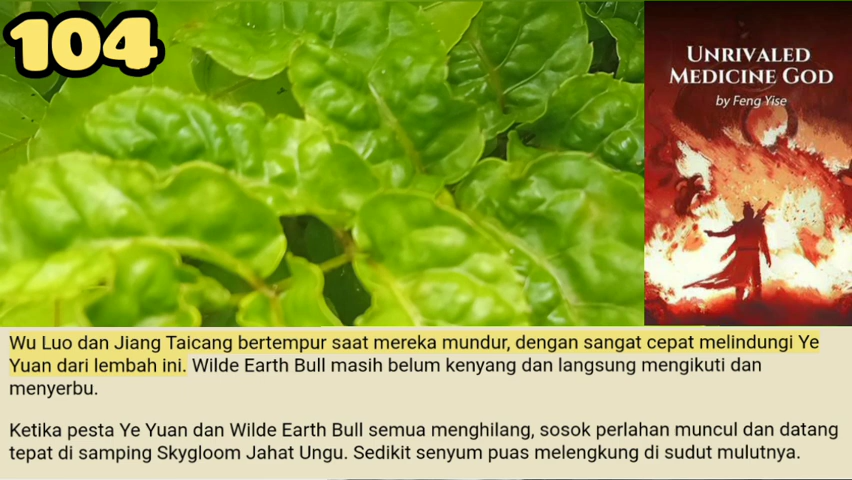 104
UNRIVALED
MEDICINE GOD
by Feng Yise
Wu Luo dan Jiang Taicang bertempur saat mereka mundur, dengan sangat cepat melindungi Ye
Yuan dari lembah ini. Wilde Earth Bull masih belum kenyang dan langsung mengikuti dan
menyerbu.
Ketika pesta Ye Yuan dan Wilde Earth Bull semua menghilang, sosok perlahan muncul dan datang
tepat di samping Skygloom Jahat Ungu. Sedikit senyum puas melengkung di sudut mulutnya.